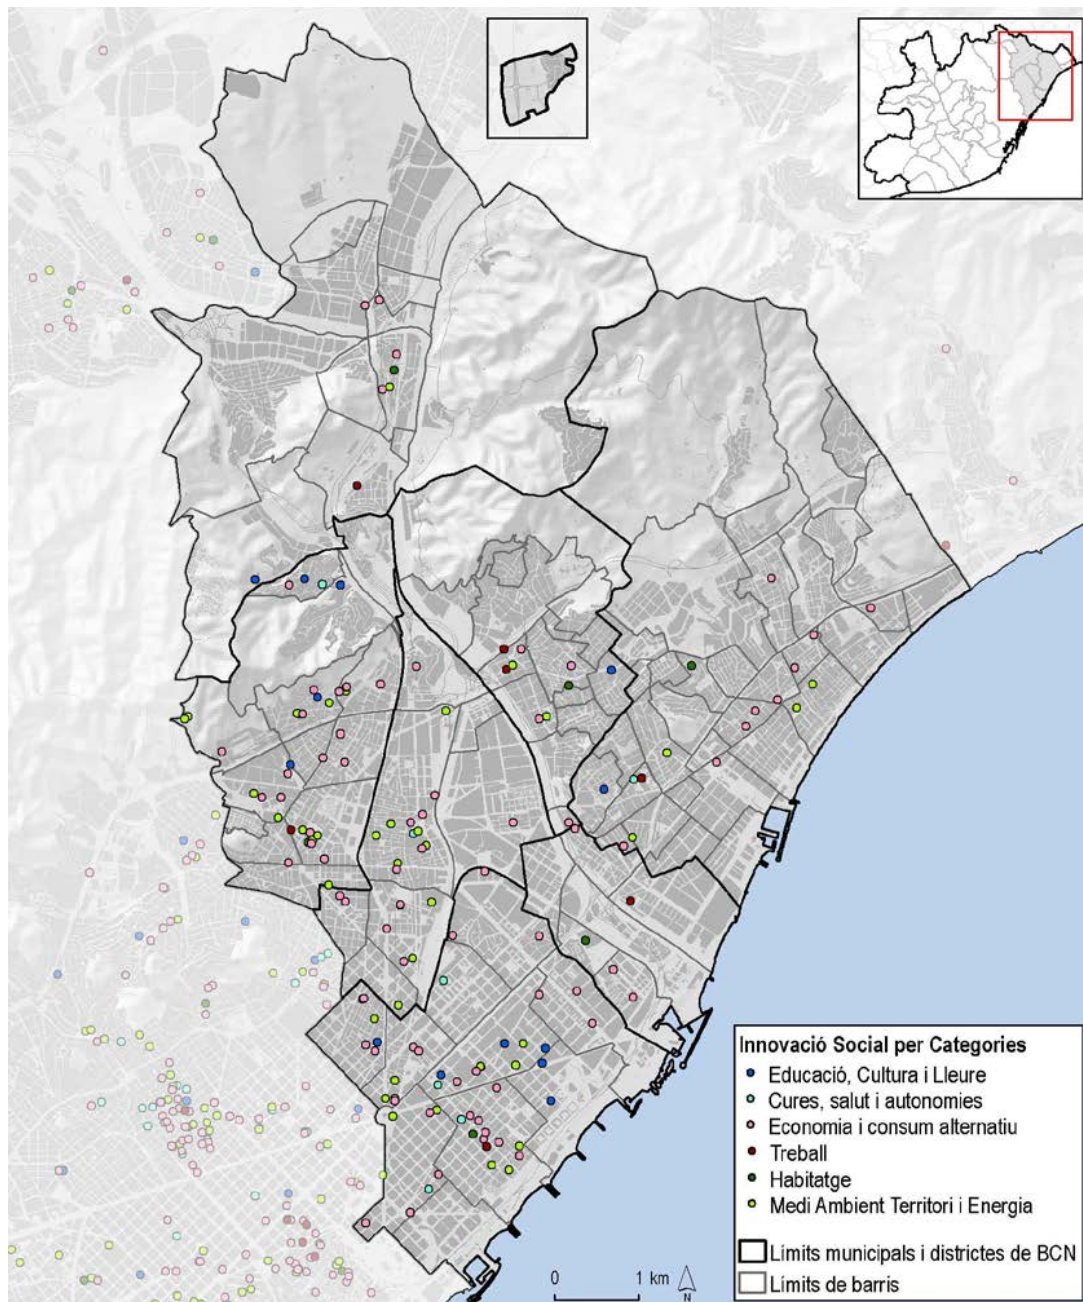 Innovació Social per Categories
Educació, Cultura i Lleure
Cures, salut i autonomies
Economia i consum alternatiu
Treball
Habitatge
Medi Ambient Territori i Energia
Límits municipals i districtes de BCN
Límits de barris
0 1 km
N